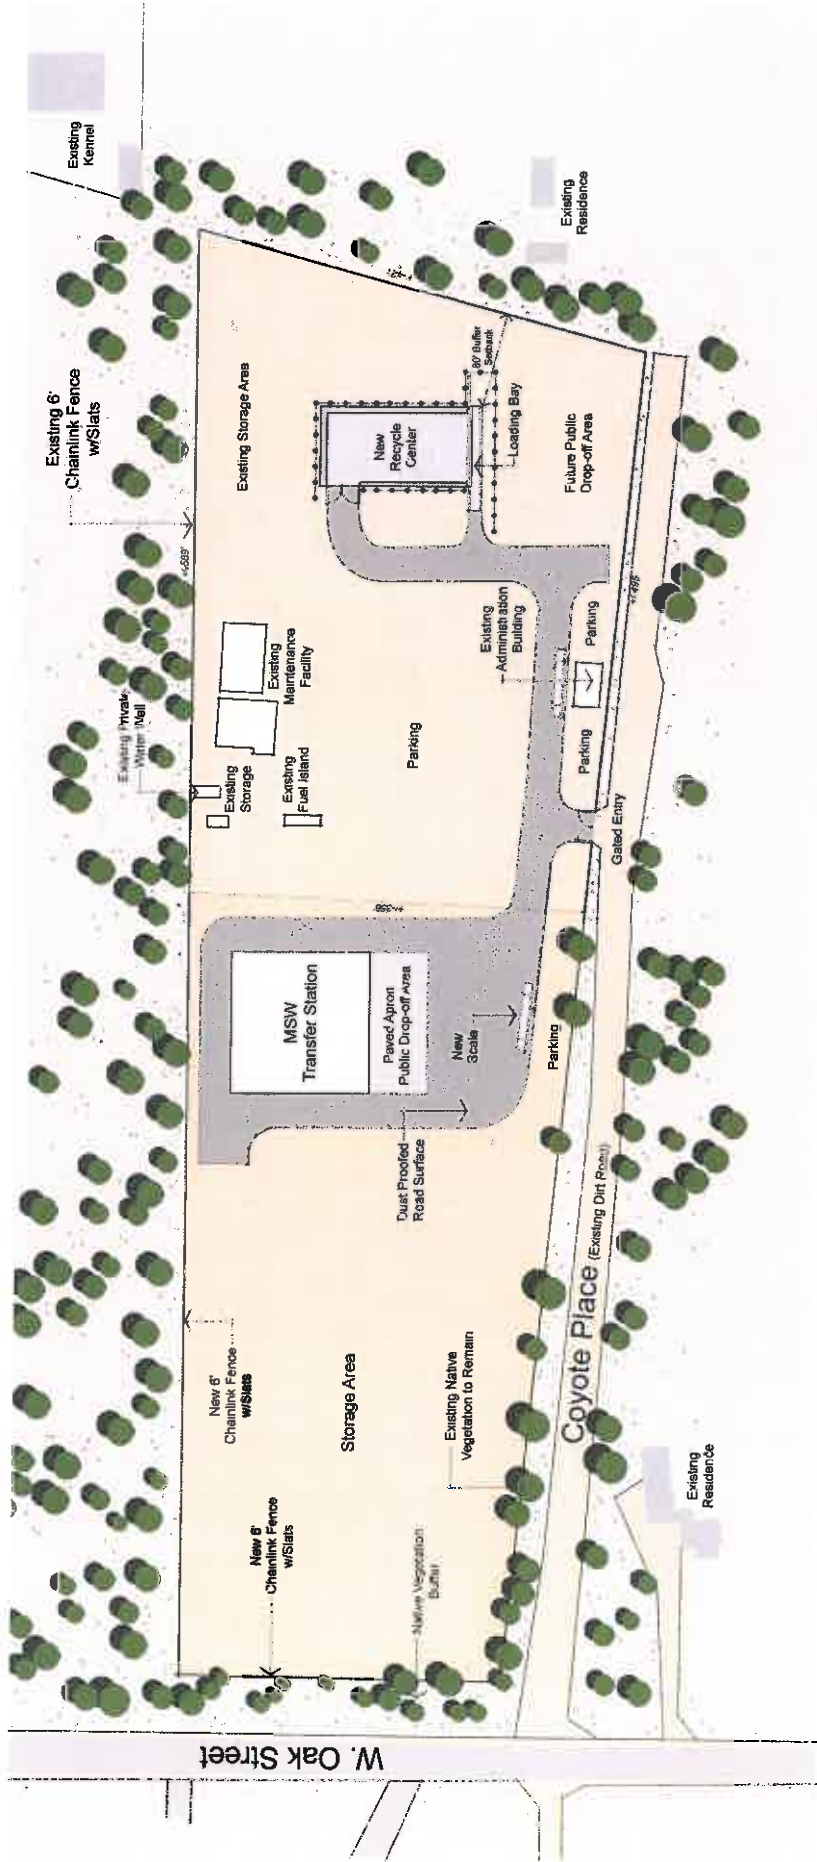 Existing
Kennel
Existing
Residence
Existing 6'
Chainlink Fence
w/Slats
Existing Storage Area
New
Recycle
Center
80' Buffer
Setback
Loading Bay
Future Public
Drop-off Area
+/-589'
Existing Private
Water Well
Existing
Storage
Existing
Maintenance
Facility
Existing
Fuel Island
Parking
Existing
Administration
Building
Parking
Parking
Gated Entry
MSW
Transfer Station
Paved Apron
Public Drop-off Area
New
Scale
Parking
Dust Proofed
Road Surface
New 6'
Chainlink Fence
w/Slats
Storage Area
Existing Native
Vegetation to Remain
Coyote Place (Existing Dirt Road)
New 6'
Chainlink Fence
w/Slats
Native Vegetation
Buffer
Existing
Residence
W. Oak Street